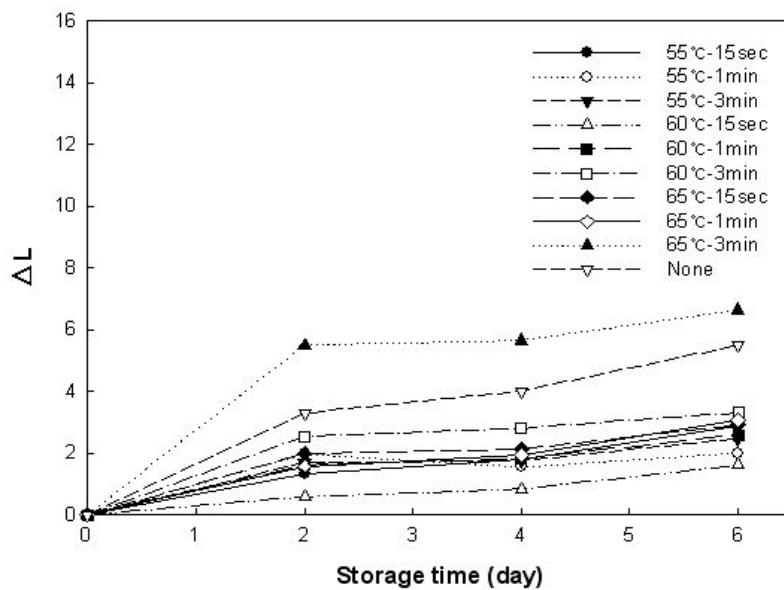 16
14
12
10
8
6
4
2
0
△L
55℃-15sec
55℃-1min
55℃-3min
60℃-15sec
60℃-1min
60℃-3min
65℃-15sec
65℃-1min
65℃-3min
None
0 1 2 3 4 5 6
Storage time (day)